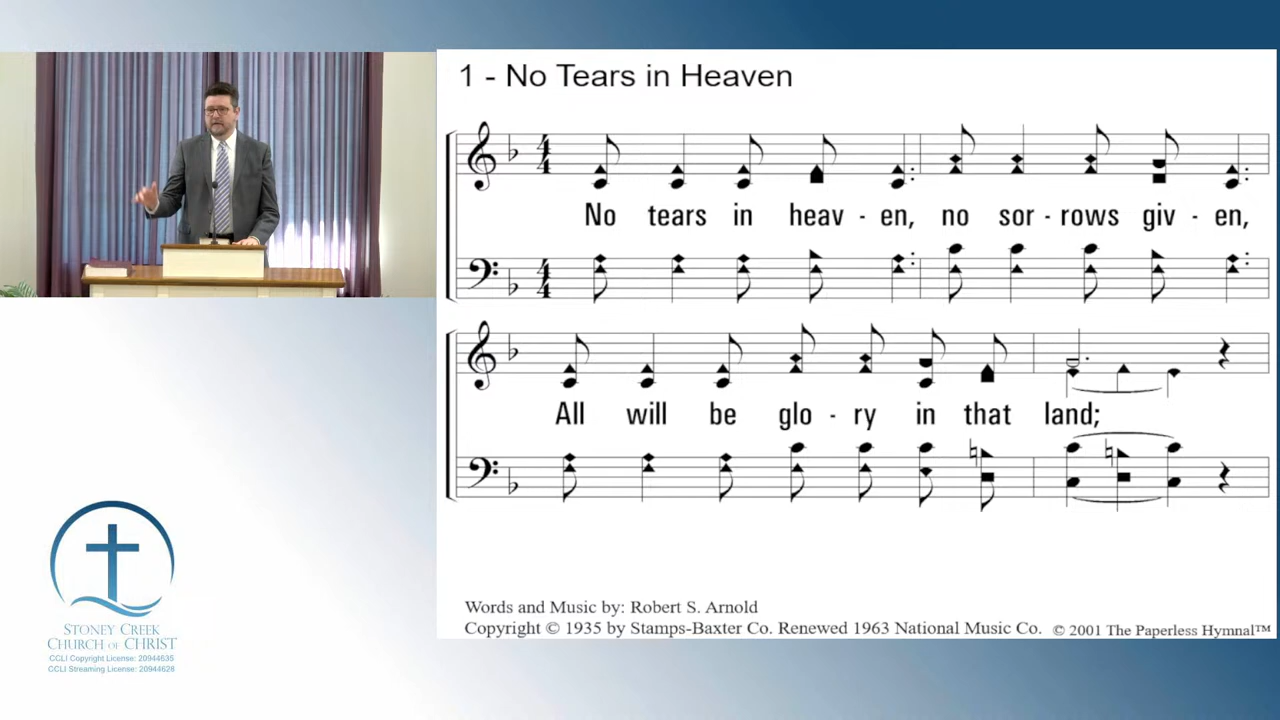 1 - No Tears in Heaven
No tears in heav - en, no sor - rows giv - en,
All will be glo - ry in that land;
Words and Music by: Robert S. Arnold
Copyright © 1935 by Stamps-Baxter Co. Renewed 1963 National Music Co. © 2001 The Paperless Hymnal™
STONEY CREEK
CHURCH OF CHRIST
CCLI Copyright License: 20944635
CCLI Streaming License: 20944628